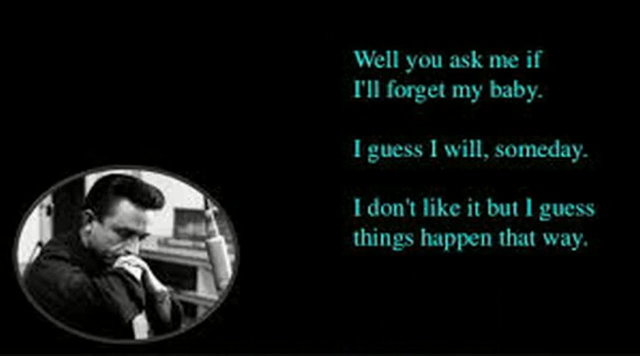 Well you ask me if
I'll forget my baby.
I guess I will, someday.
I don't like it but I guess
things happen that way.